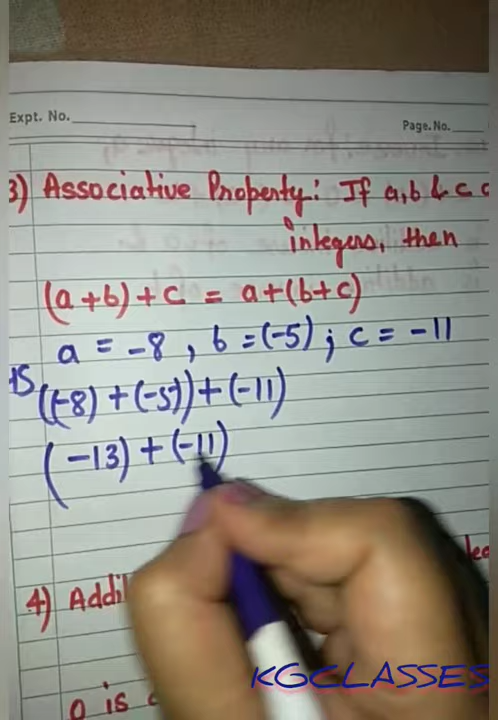 Expt. No.
Page. No.
3) Associative Property: If a, b & c
integers, then
(a+b)+c = a+(b+c)
a = -8, b = (-5); c = -11
((-8) + (-5)) + (-11)
(-13) + (-11)
4) Addi
0 is
KGCLASSES